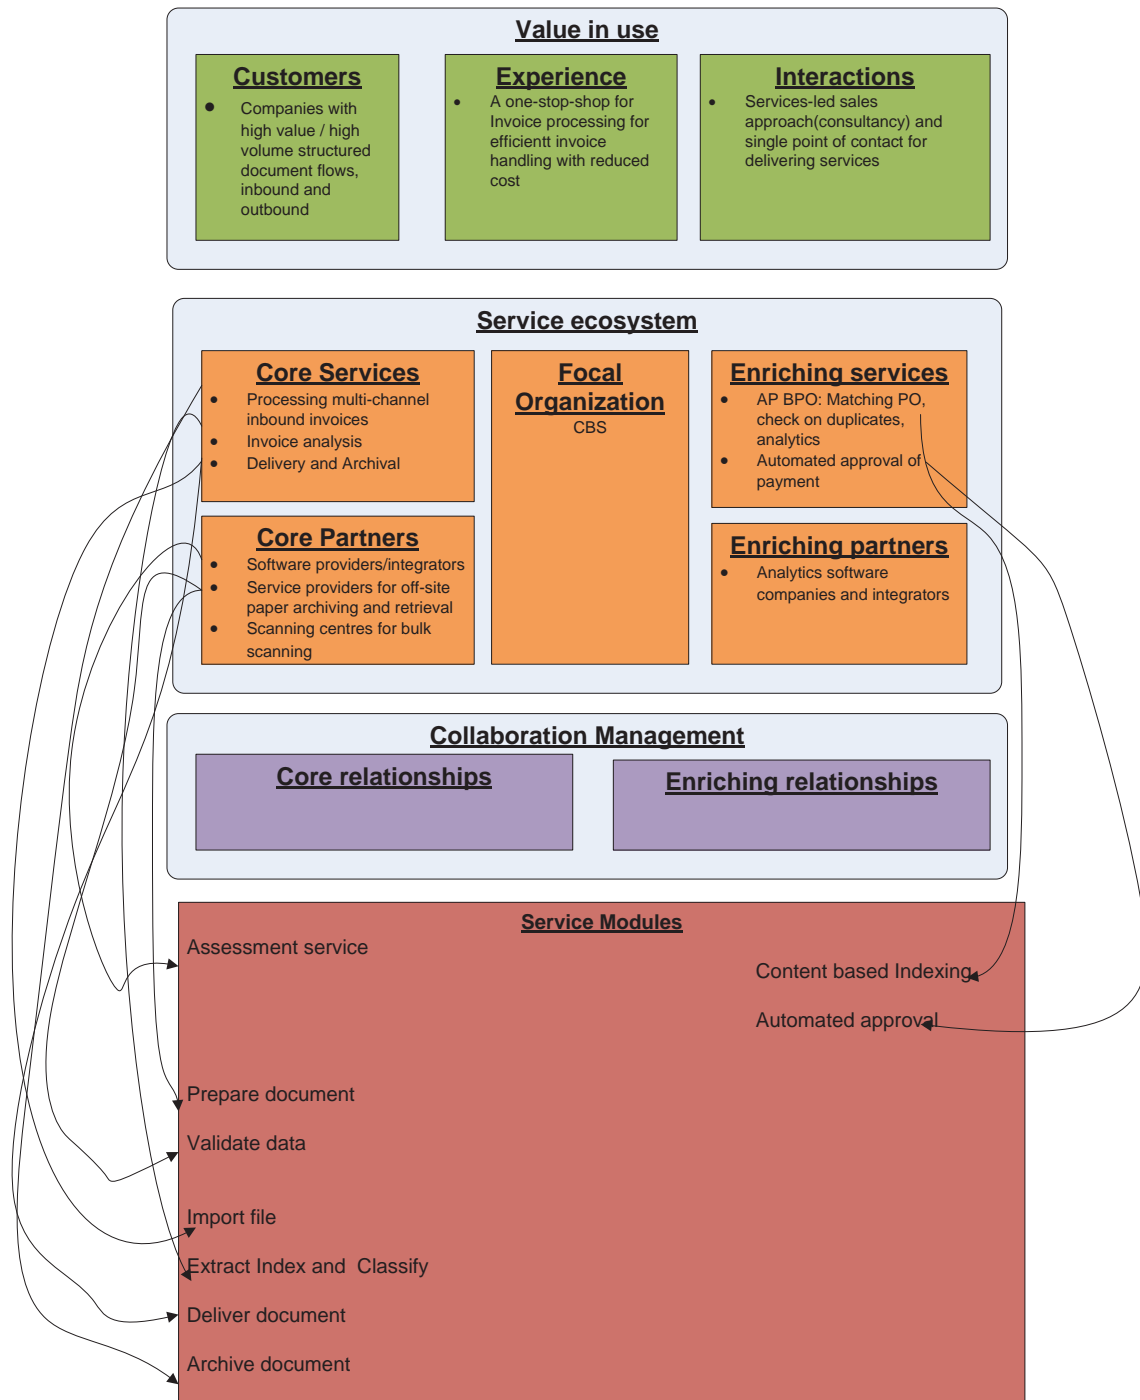 Value in use
Customers
• Companies with
high value / high
volume structured
document flows,
inbound and
outbound
Experience
• A one-stop-shop for
Invoice processing for
efficientt invoice
handling with reduced
cost
Interactions
• Services-led sales
approach(consultancy) and
single point of contact for
delivering services
Service ecosystem
Core Services
• Processing multi-channel
inbound invoices
• Invoice analysis
• Delivery and Archival
Core Partners
• Software providers/integrators
• Service providers for off-site
paper archiving and retrieval
• Scanning centres for bulk
scanning
Focal
Organization
CBS
Enriching services
• AP BPO: Matching PO,
check on duplicates,
analytics
• Automated approval of
payment
Enriching partners
• Analytics software
companies and integrators
Collaboration Management
Core relationships
Enriching relationships
Service Modules
Assessment service
Content based Indexing
Automated approval
Prepare document
Validate data
Import file
Extract Index and  Classify
Deliver document
Archive document